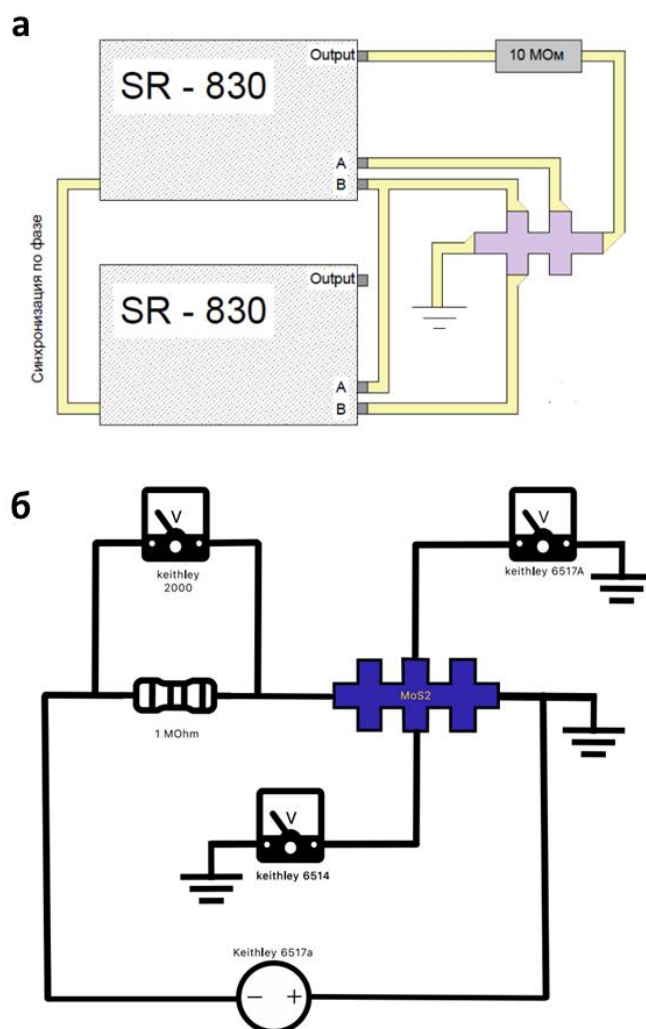 а
Output
10 МОм
SR - 830
A
B
Синхронизация по фазе
Output
SR - 830
A
B
б
V
keithley
2000
V
keithley 6517A
MoS2
1 MOhm
V
keithley 6514
Keithley 6517a
− +